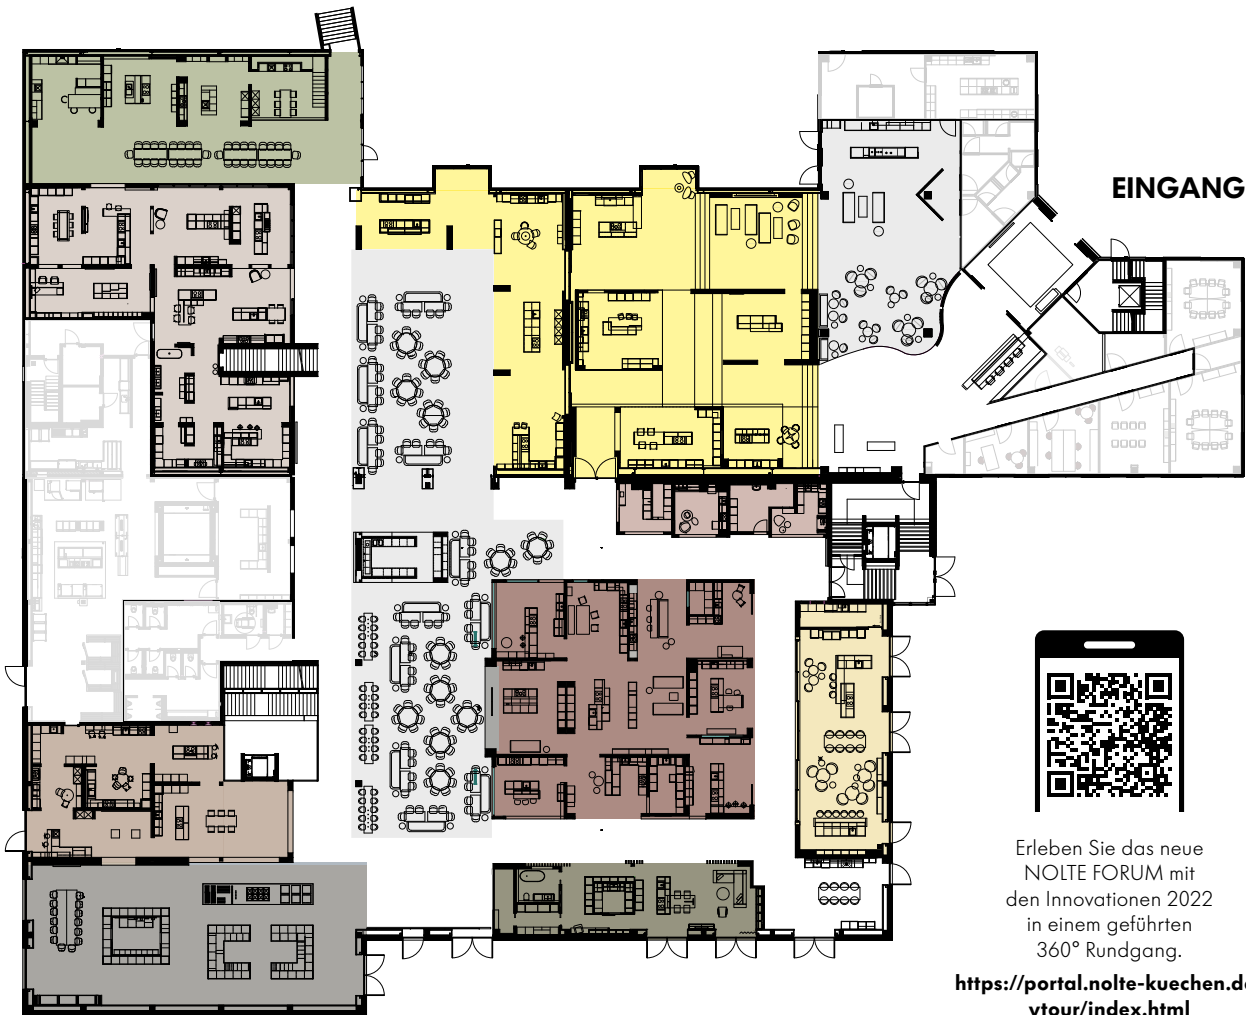 EINGANG
Erleben Sie das neue
NOLTE FORUM mit
den Innovationen 2022
in einem geführten
360° Rundgang.
https://portal.nolte-kuechen.de
vtour/index.html